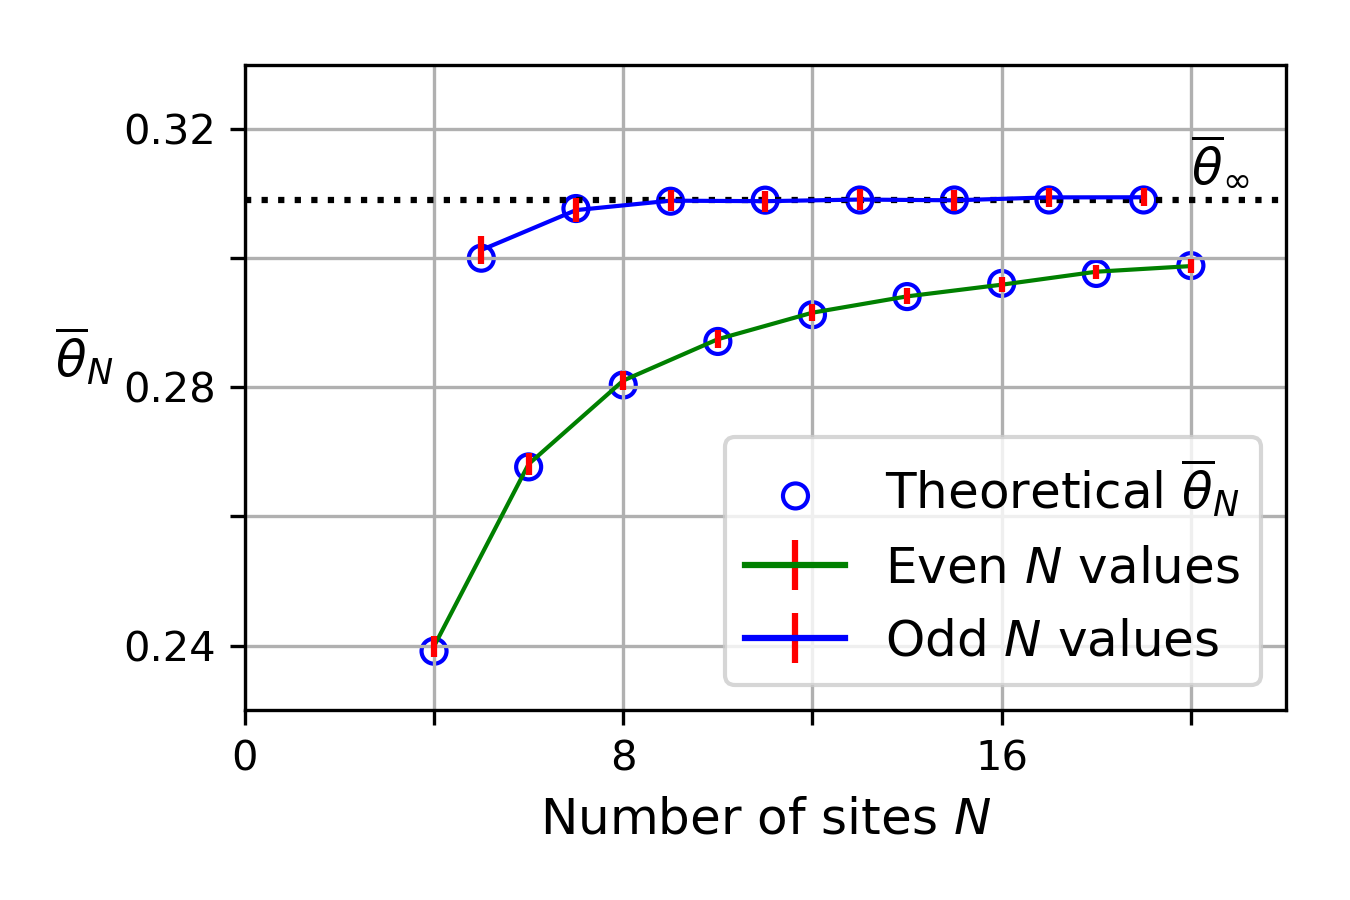 0.32
θ̅∞
θ̅N
0.28
Theoretical θ̅N
Even N values
Odd N values
0.24
0
8
16
Number of sites N